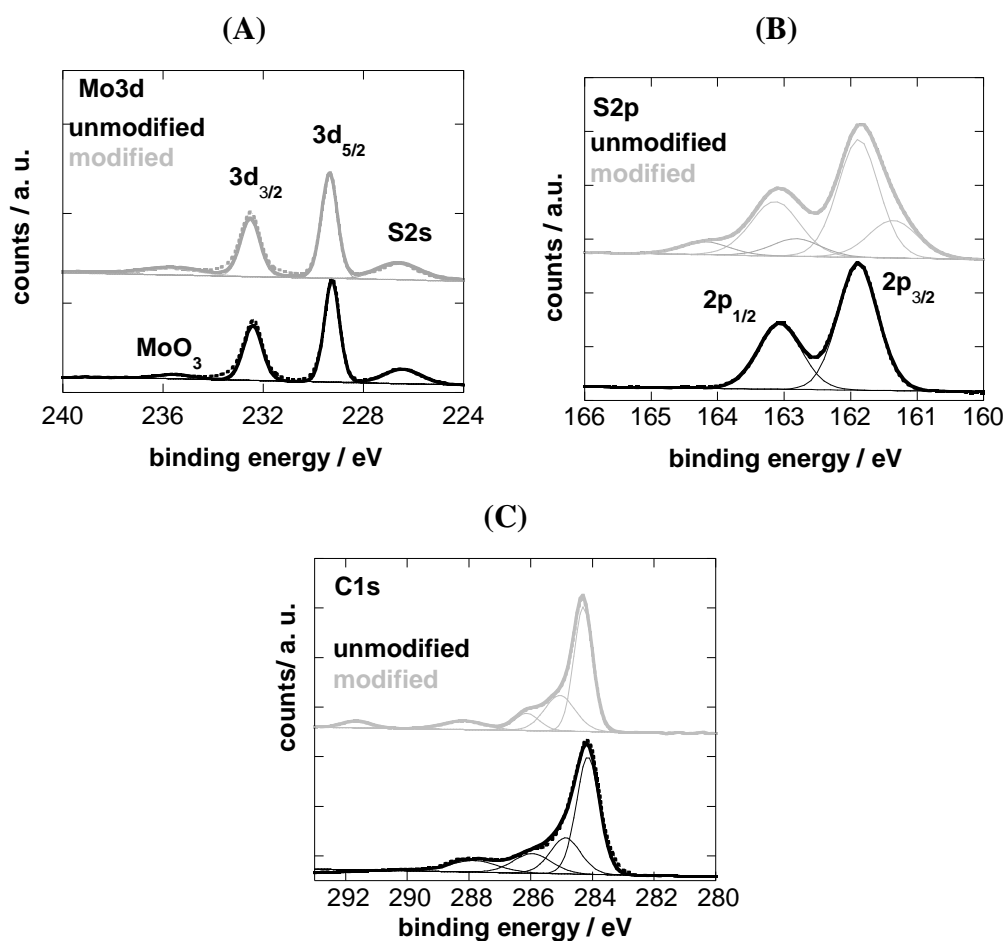 (A)
Mo3d
unmodified
modified
3d3/2
3d5/2
S2s
MoO3
counts / a. u.
240 236 232 228 224
binding energy / eV
(B)
S2p
unmodified
modified
2p1/2
2p3/2
counts / a.u.
166 165 164 163 162 161 160
binding energy / eV
(C)
C1s
unmodified
modified
counts/ a. u.
292 290 288 286 284 282 280
binding energy / eV